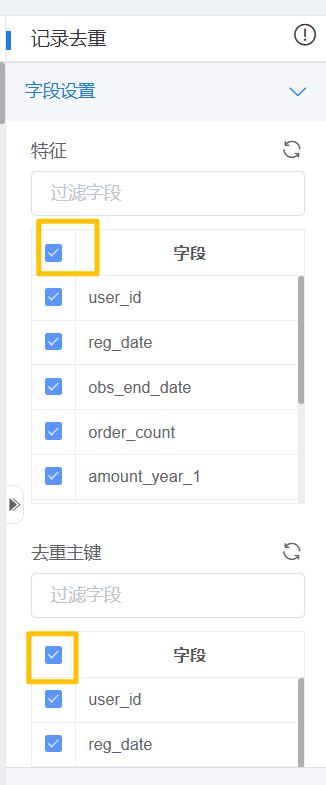 记录去重
字段设置
特征
过滤字段
字段
user_id
reg_date
obs_end_date
order_count
amount_year_1
去重主键
过滤字段
字段
user_id
reg_date